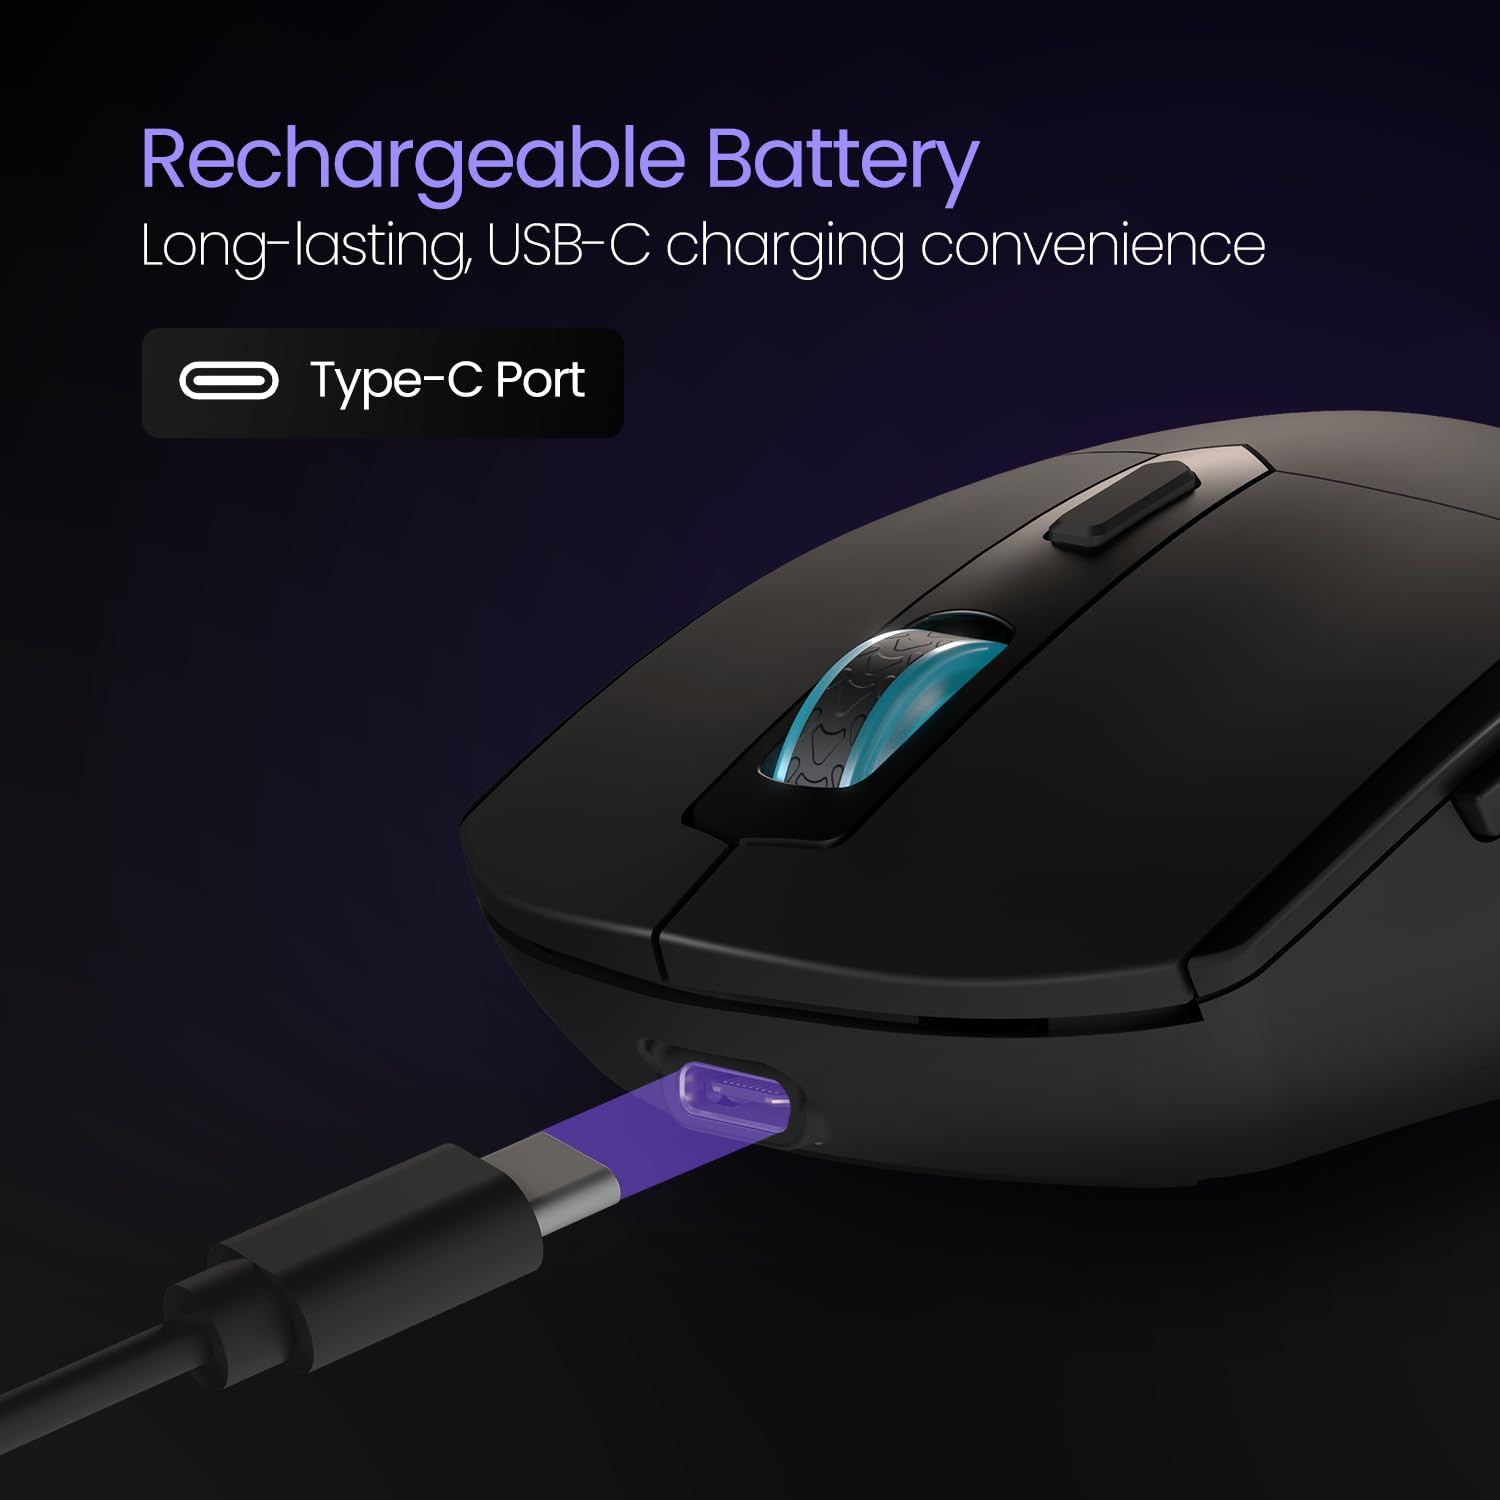 Rechargeable Battery
Long-lasting, USB-C charging convenience
Type-C Port